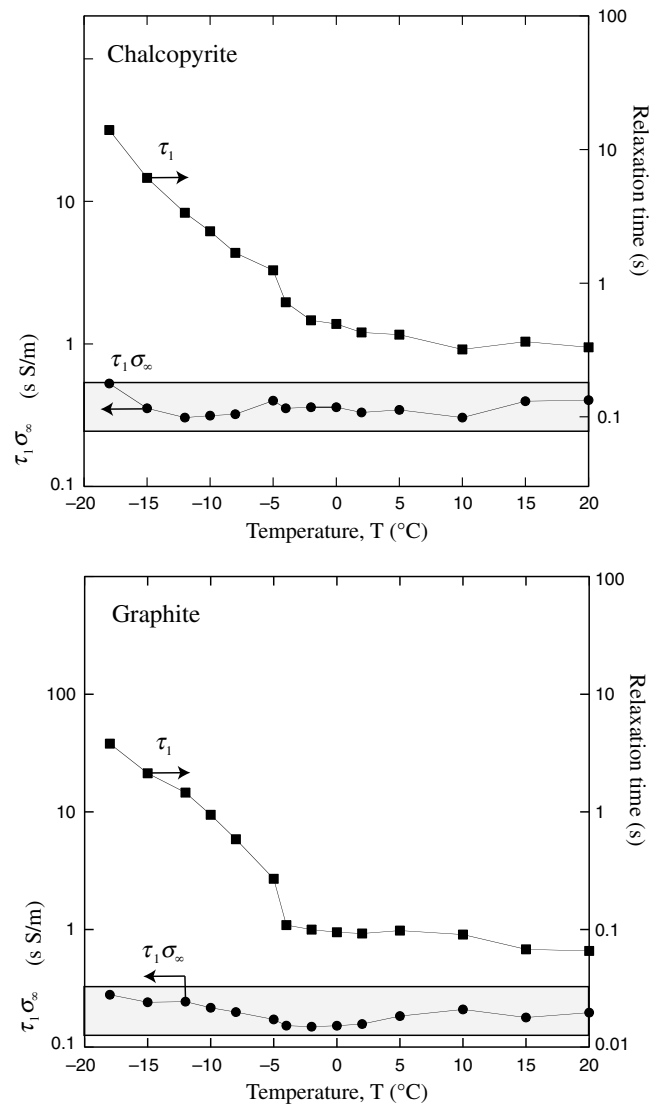 Chalcopyrite
100
10
1
0.1
Relaxation time (s)
τ₁
10
1
0.1
τ₁σ∞
τ₁σ∞ (s S/m)
−20 −15 −10 −5 0 5 10 15 20
Temperature, T (°C)
Graphite
100
10
1
0.1
0.01
Relaxation time (s)
τ₁
100
10
1
0.1
τ₁σ∞
τ₁σ∞ (s S/m)
−20 −15 −10 −5 0 5 10 15 20
Temperature, T (°C)